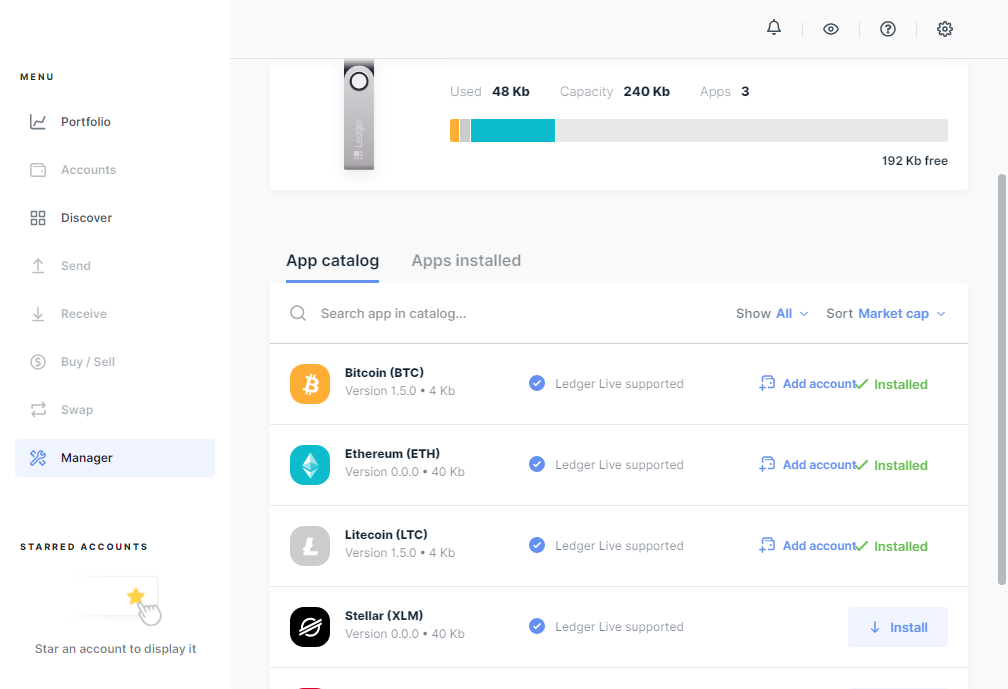 MENU
Portfolio
Accounts
Discover
Send
Receive
Buy / Sell
Swap
Manager
STARRED ACCOUNTS
Star an account to display it
Ledger
Used 48 Kb Capacity 240 Kb Apps 3
192 Kb free
App catalog Apps installed
Search app in catalog... Show All Sort Market cap
Bitcoin (BTC)
Version 1.5.0 • 4 Kb
Ledger Live supported
Add account Installed
Ethereum (ETH)
Version 0.0.0 • 40 Kb
Ledger Live supported
Add account Installed
Litecoin (LTC)
Version 1.5.0 • 4 Kb
Ledger Live supported
Add account Installed
Stellar (XLM)
Version 0.0.0 • 40 Kb
Ledger Live supported
Install